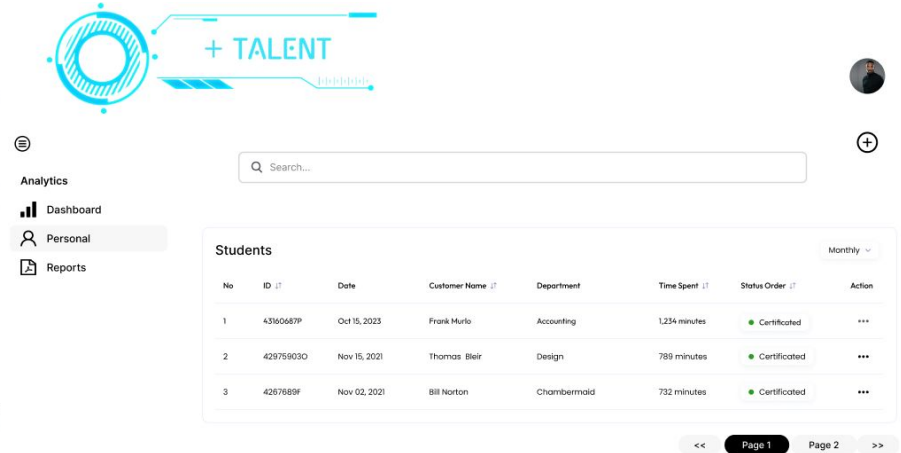 + TALENT
Search...
Analytics
Dashboard
Personal
Reports
Students
Monthly
No ID Date Customer Name Department Time Spent Status Order Action
1 43160687P Oct 15, 2023 Frank Murlo Accounting 1,234 minutes Certificated ...
2 42975903O Nov 15, 2021 Thomas Bleir Design 789 minutes Certificated ...
3 4267689F Nov 02, 2021 Bill Norton Chambermaid 732 minutes Certificated ...
<< Page 1 Page 2 >>